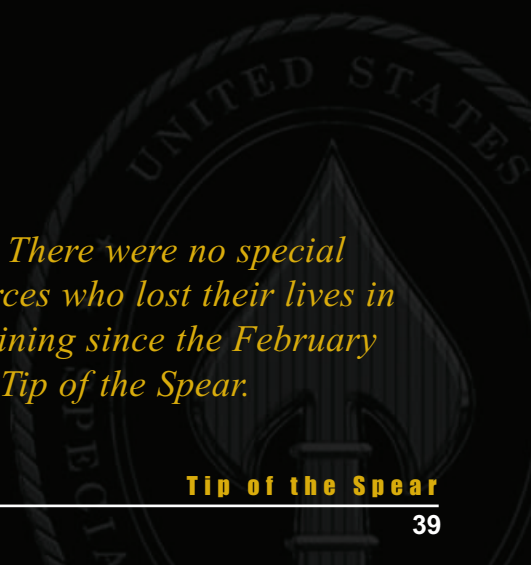 UNITED STATES
There were no special
rces who lost their lives in
ining since the February
Tip of the Spear.
SPECIA
Tip of the Spear
39